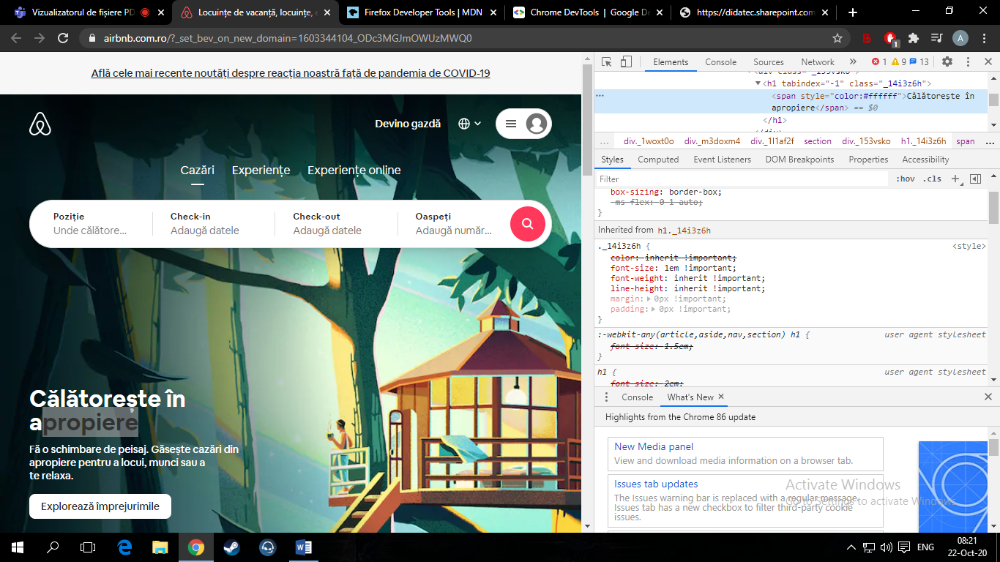 Vizualizatorul de fișiere PD
Locuințe de vacanță, locuințe,
Firefox Developer Tools | MDN
Chrome DevTools | Google De
https://didatec.sharepoint.com
airbnb.com.ro/?_set_bev_on_new_domain=1603344104_ODc3MGJmOWUzMWQ0
A
1
Află cele mai recente noutăți despre reacția noastră față de pandemia de COVID-19
Devino gazdă
Cazări Experiențe Experiențe online
Poziție Check-in Check-out Oaspeți
Unde călătore... Adaugă datele Adaugă datele Adaugă număr...
Călătorește în
apropiere
Fă o schimbare de peisaj. Găsește cazări din
apropiere pentru a locui, munci sau a
te relaxa.
Explorează împrejurimile
Elements Console Sources Network » 1 9 13
<div class="_153vsko">
<h1 tabindex="-1" class="_14i3z6h">
<span style="color:#ffffff">Călătorește în
apropiere</span> == $0
</h1>
</div>
... div._1woxt0o div._m3doxm4 div._1l1af2f section div._153vsko h1._14i3z6h span ...
Styles Computed Event Listeners DOM Breakpoints Properties Accessibility
Filter :hov .cls +
box-sizing: border-box;
-ms-flex: 0 1 auto;
}
Inherited from h1._14i3z6h
._14i3z6h { <style>
color: inherit !important;
font-size: 1em !important;
font-weight: inherit !important;
line-height: inherit !important;
margin: 0px !important;
padding: 0px !important;
}
:-webkit-any(article,aside,nav,section) h1 { user agent stylesheet
font-size: 1.5em;
}
h1 { user agent stylesheet
font-size: 2em;
Console What's New
Highlights from the Chrome 86 update
New Media panel
View and download media information on a browser tab.
Issues tab updates
The Issues warning bar is replaced with a regular message.
Issues tab has a new checkbox to filter third-party cookie
issues.
Activate Windows
Go to Settings to activate Windows.
ENG
08:21
22-Oct-20